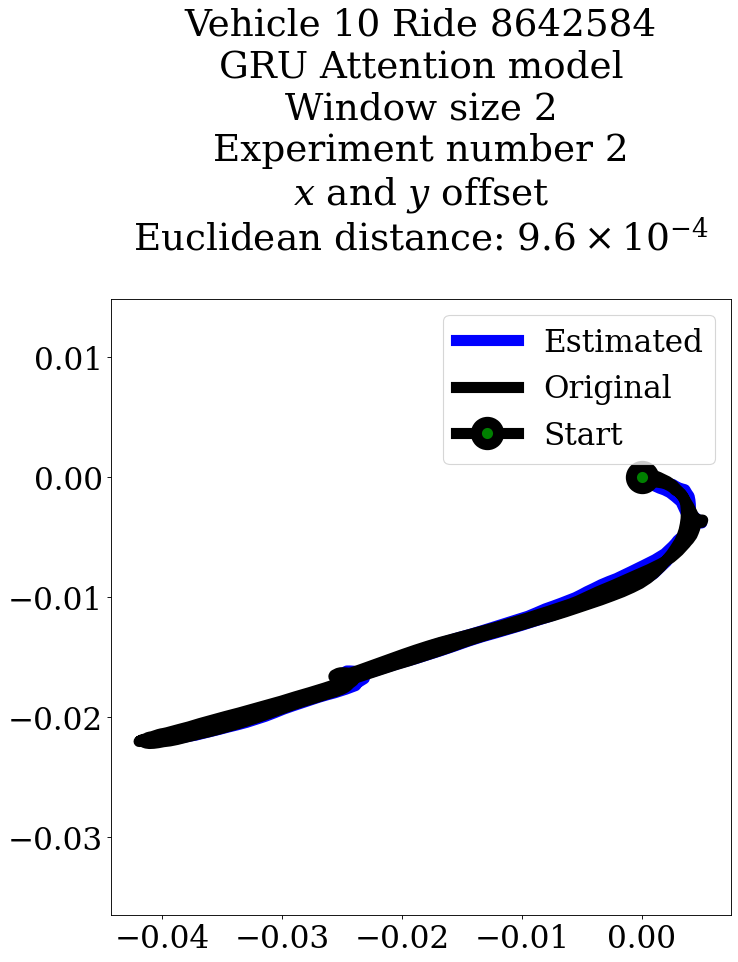 Vehicle 10 Ride 8642584
GRU Attention model
Window size 2
Experiment number 2
x and y offset
Euclidean distance: 9.6 × 10⁻⁴
Estimated
Original
Start
0.01
0.00
−0.01
−0.02
−0.03
−0.04 −0.03 −0.02 −0.01 0.00